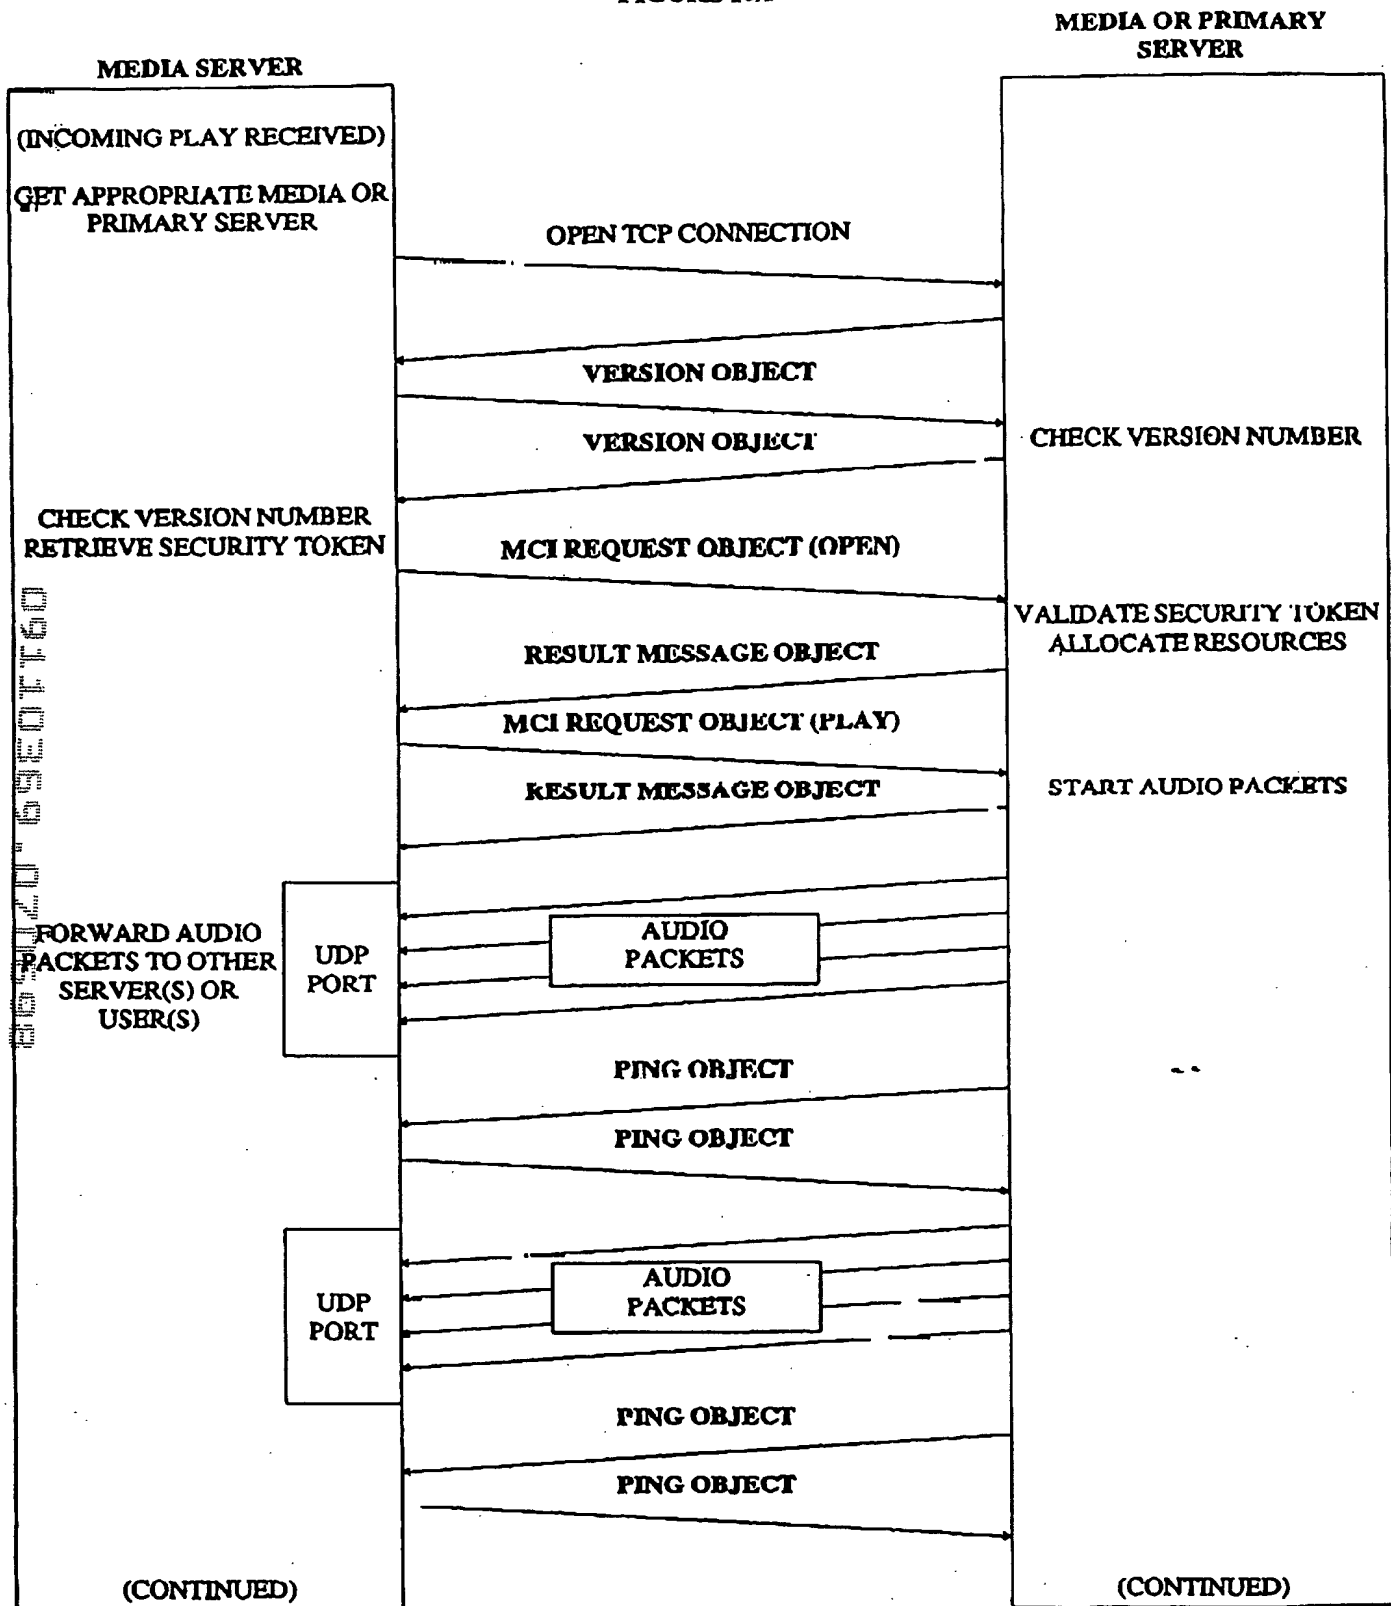 MEDIA OR PRIMARY
SERVER
MEDIA SERVER
(INCOMING PLAY RECEIVED)
GET APPROPRIATE MEDIA OR
PRIMARY SERVER
OPEN TCP CONNECTION
VERSION OBJECT
VERSION OBJECT
CHECK VERSION NUMBER
CHECK VERSION NUMBER
RETRIEVE SECURITY TOKEN
MCI REQUEST OBJECT (OPEN)
VALIDATE SECURITY TOKEN
ALLOCATE RESOURCES
RESULT MESSAGE OBJECT
MCI REQUEST OBJECT (PLAY)
RESULT MESSAGE OBJECT
START AUDIO PACKETS
FORWARD AUDIO
PACKETS TO OTHER
SERVER(S) OR
USER(S)
UDP
PORT
AUDIO
PACKETS
PING OBJECT
PING OBJECT
UDP
PORT
AUDIO
PACKETS
PING OBJECT
PING OBJECT
(CONTINUED)
(CONTINUED)